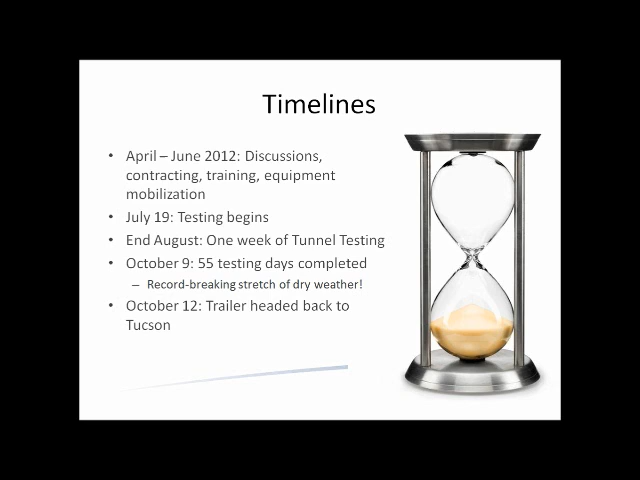 Timelines
• April – June 2012: Discussions,
contracting, training, equipment
mobilization
• July 19: Testing begins
• End August: One week of Tunnel Testing
• October 9: 55 testing days completed
– Record-breaking stretch of dry weather!
• October 12: Trailer headed back to
Tucson